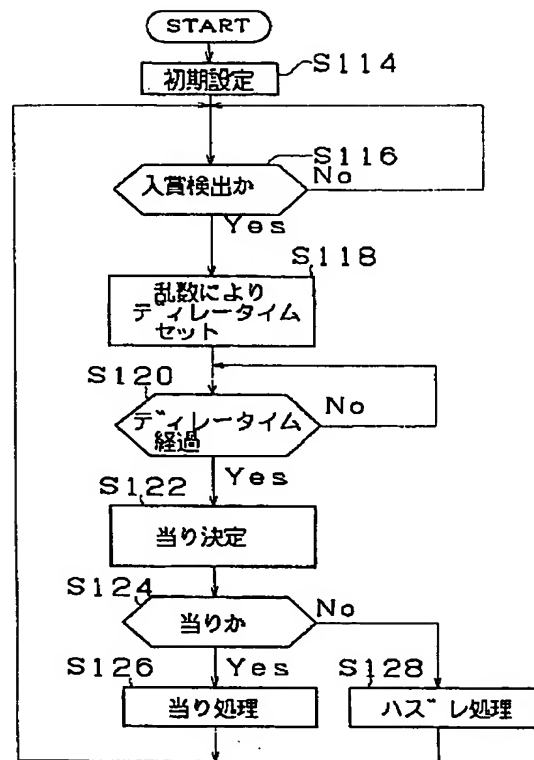 START
S114
初期設定
S116
入賞検出か
No
Yes
S118
乱数により
ディレータイム
セット
S120
ディレータイム
経過
No
Yes
S122
当り決定
S124
当りか
No
S126
Yes
S128
当り処理
ハズレ処理